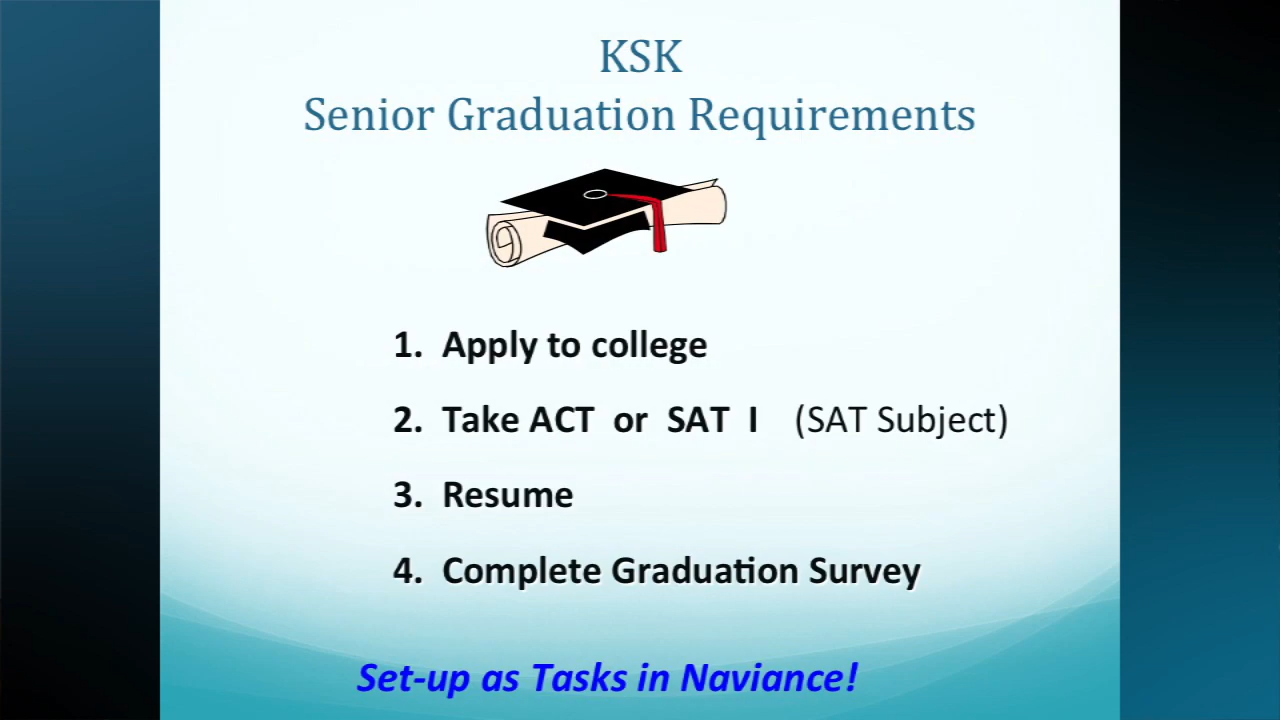 KSK
Senior Graduation Requirements
1. Apply to college
2. Take ACT or SAT I (SAT Subject)
3. Resume
4. Complete Graduation Survey
Set-up as Tasks in Naviance!